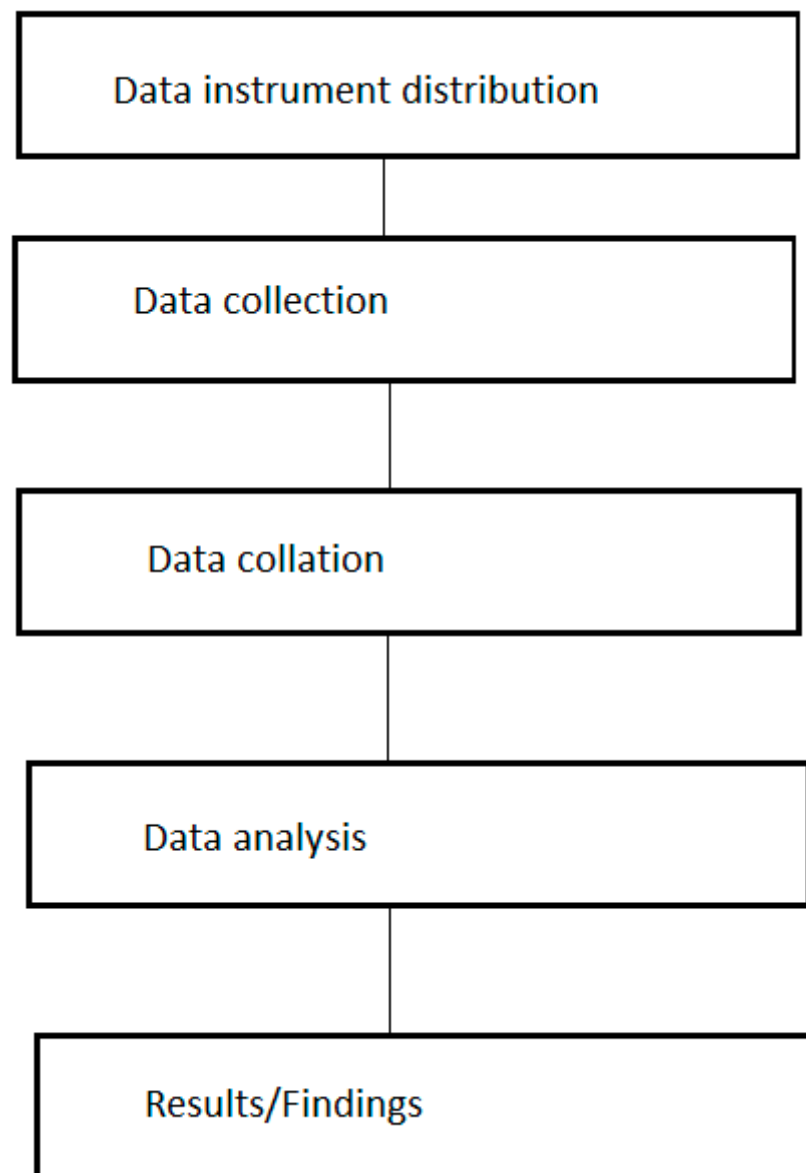 Data instrument distribution
Data collection
Data collation
Data analysis
Results/Findings